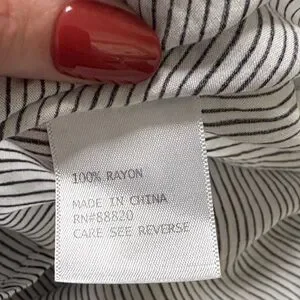 100% RAYON
MADE IN CHINA
RN#88820
CARE SEE REVERSE